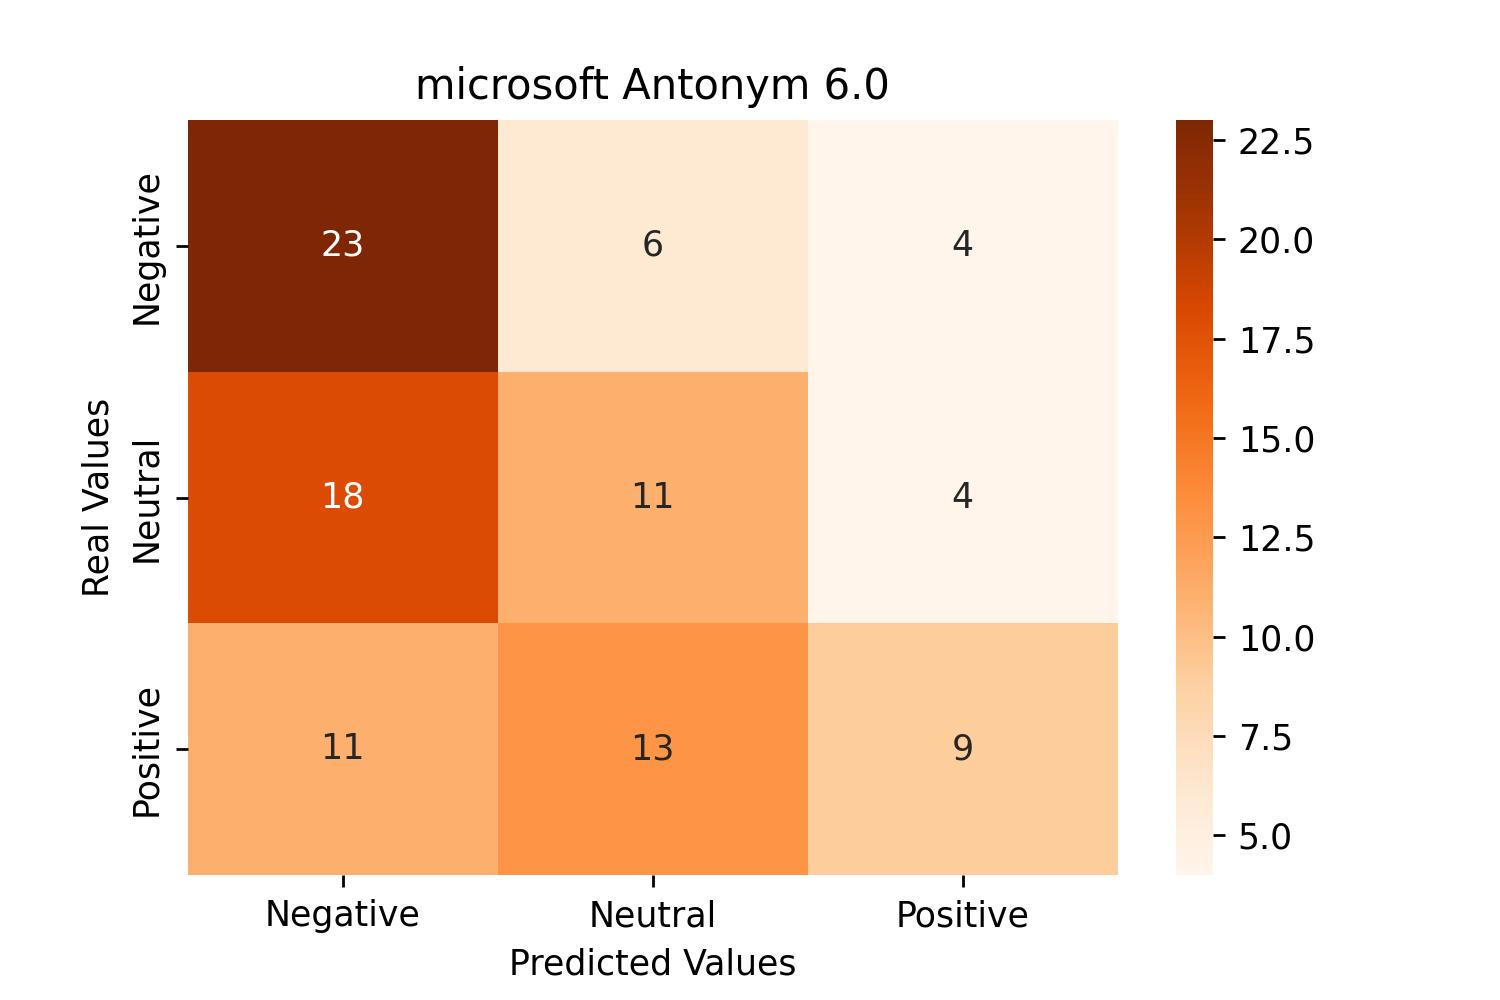 microsoft Antonym 6.0
Real Values
Negative
23 6 4
Neutral
18 11 4
Positive
11 13 9
Negative Neutral Positive
Predicted Values
22.5
20.0
17.5
15.0
12.5
10.0
7.5
5.0